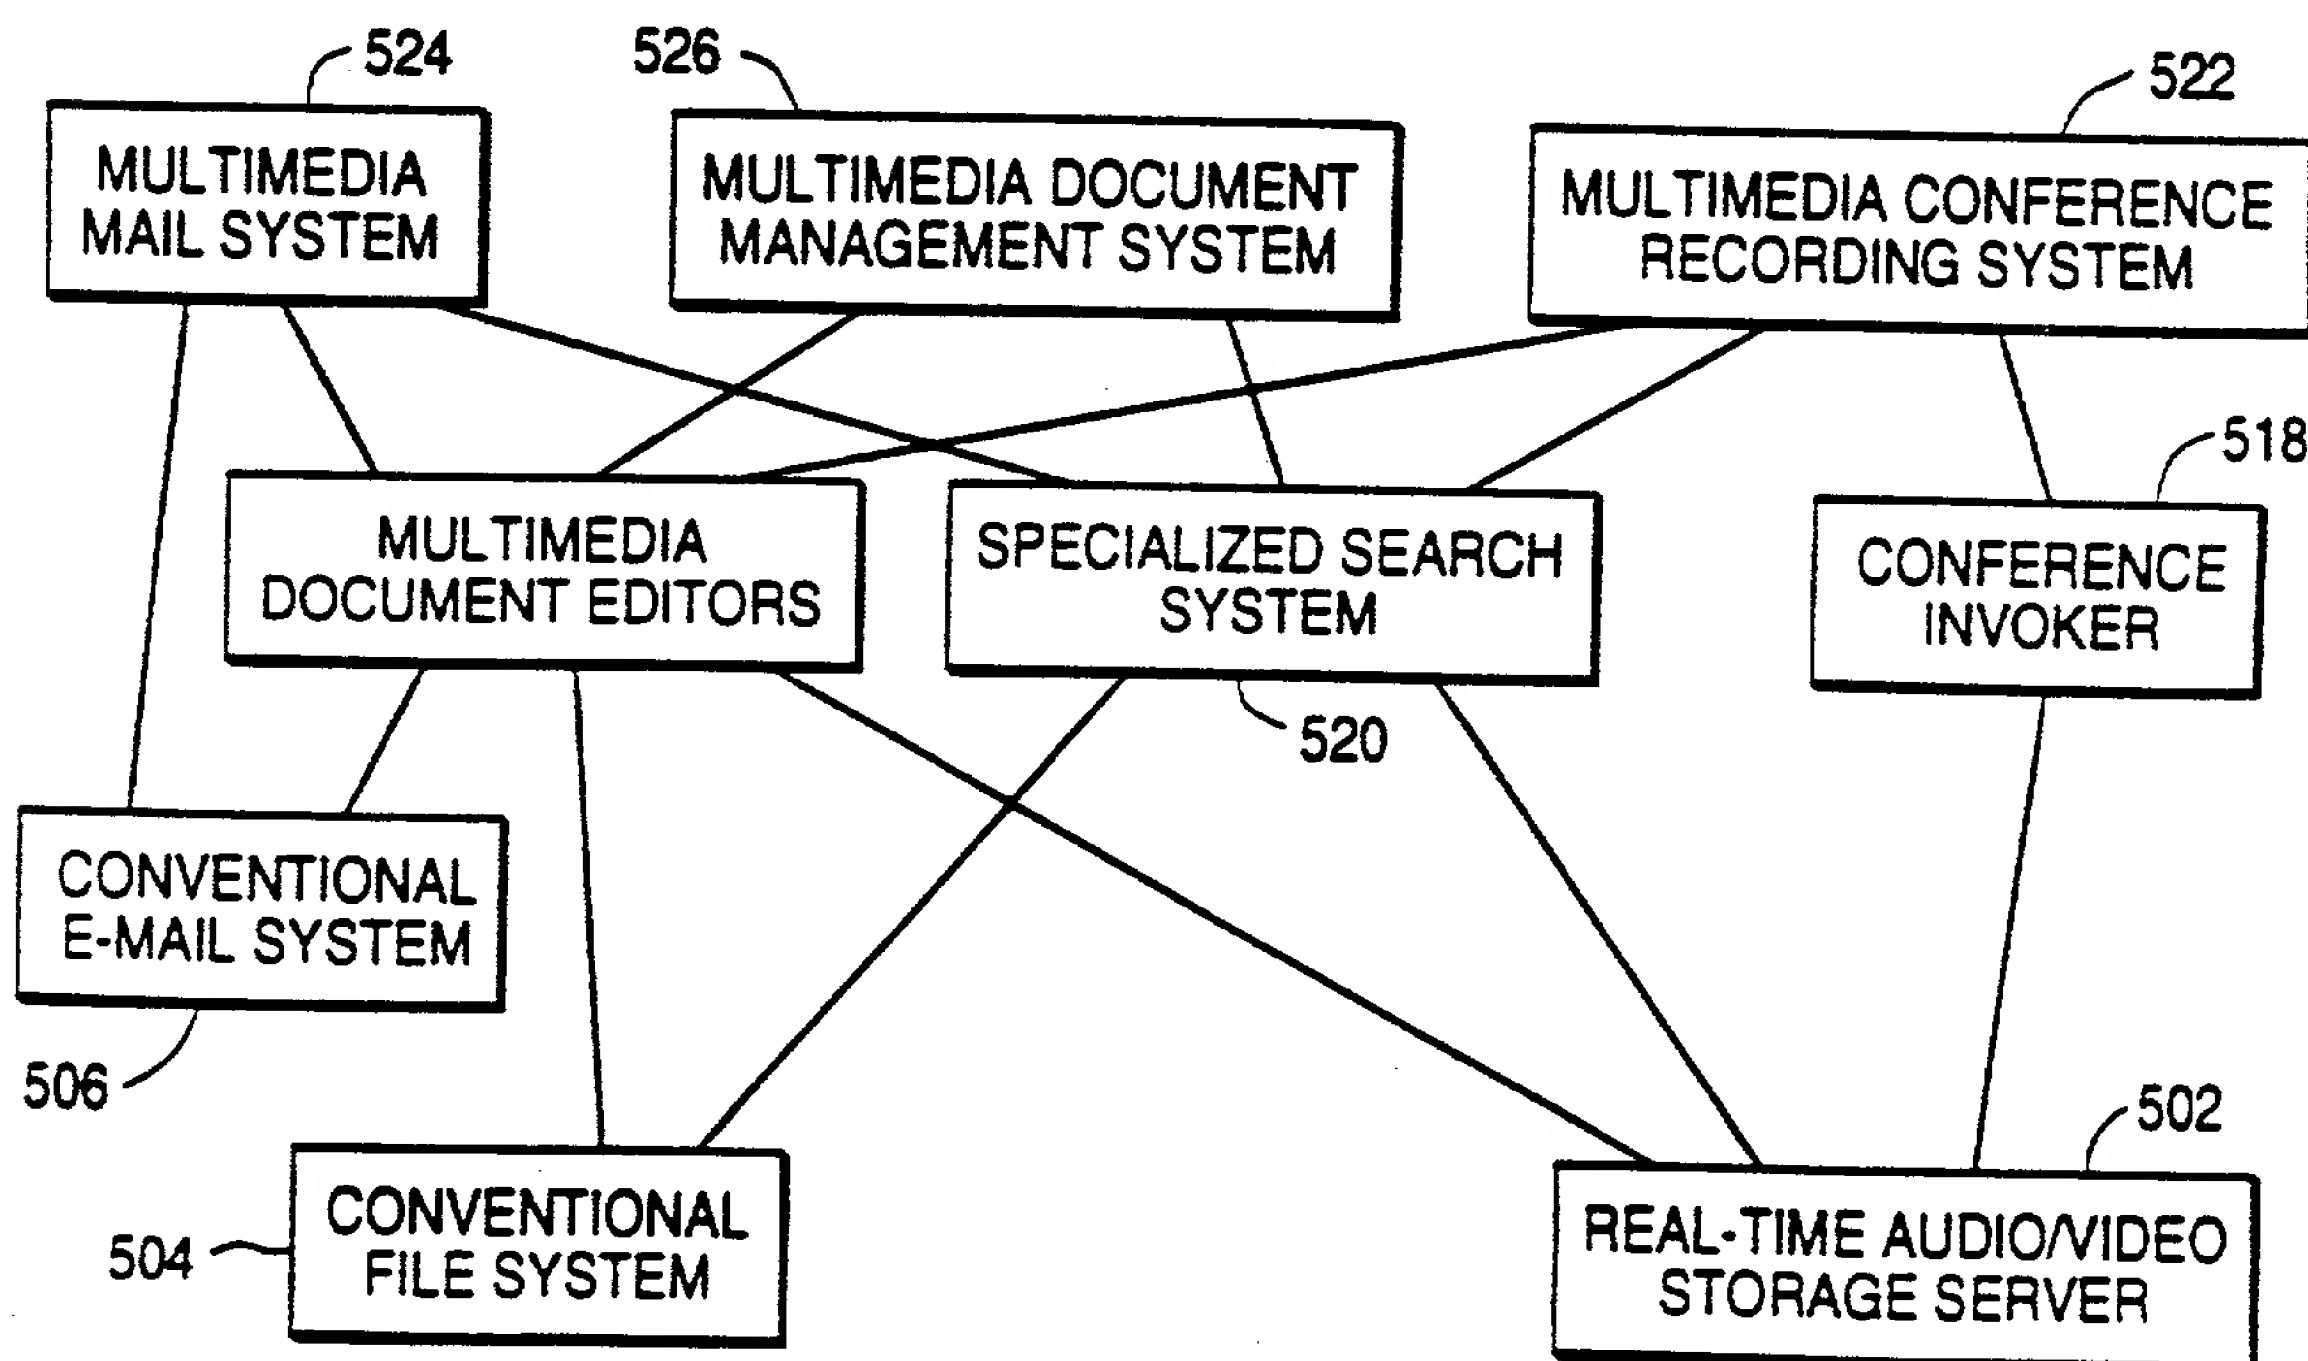 524
526
522
MULTIMEDIA
MAIL SYSTEM
MULTIMEDIA DOCUMENT
MANAGEMENT SYSTEM
MULTIMEDIA CONFERENCE
RECORDING SYSTEM
518
MULTIMEDIA
DOCUMENT EDITORS
SPECIALIZED SEARCH
SYSTEM
CONFERENCE
INVOKER
520
CONVENTIONAL
E-MAIL SYSTEM
506
502
504
CONVENTIONAL
FILE SYSTEM
REAL-TIME AUDIO/VIDEO
STORAGE SERVER